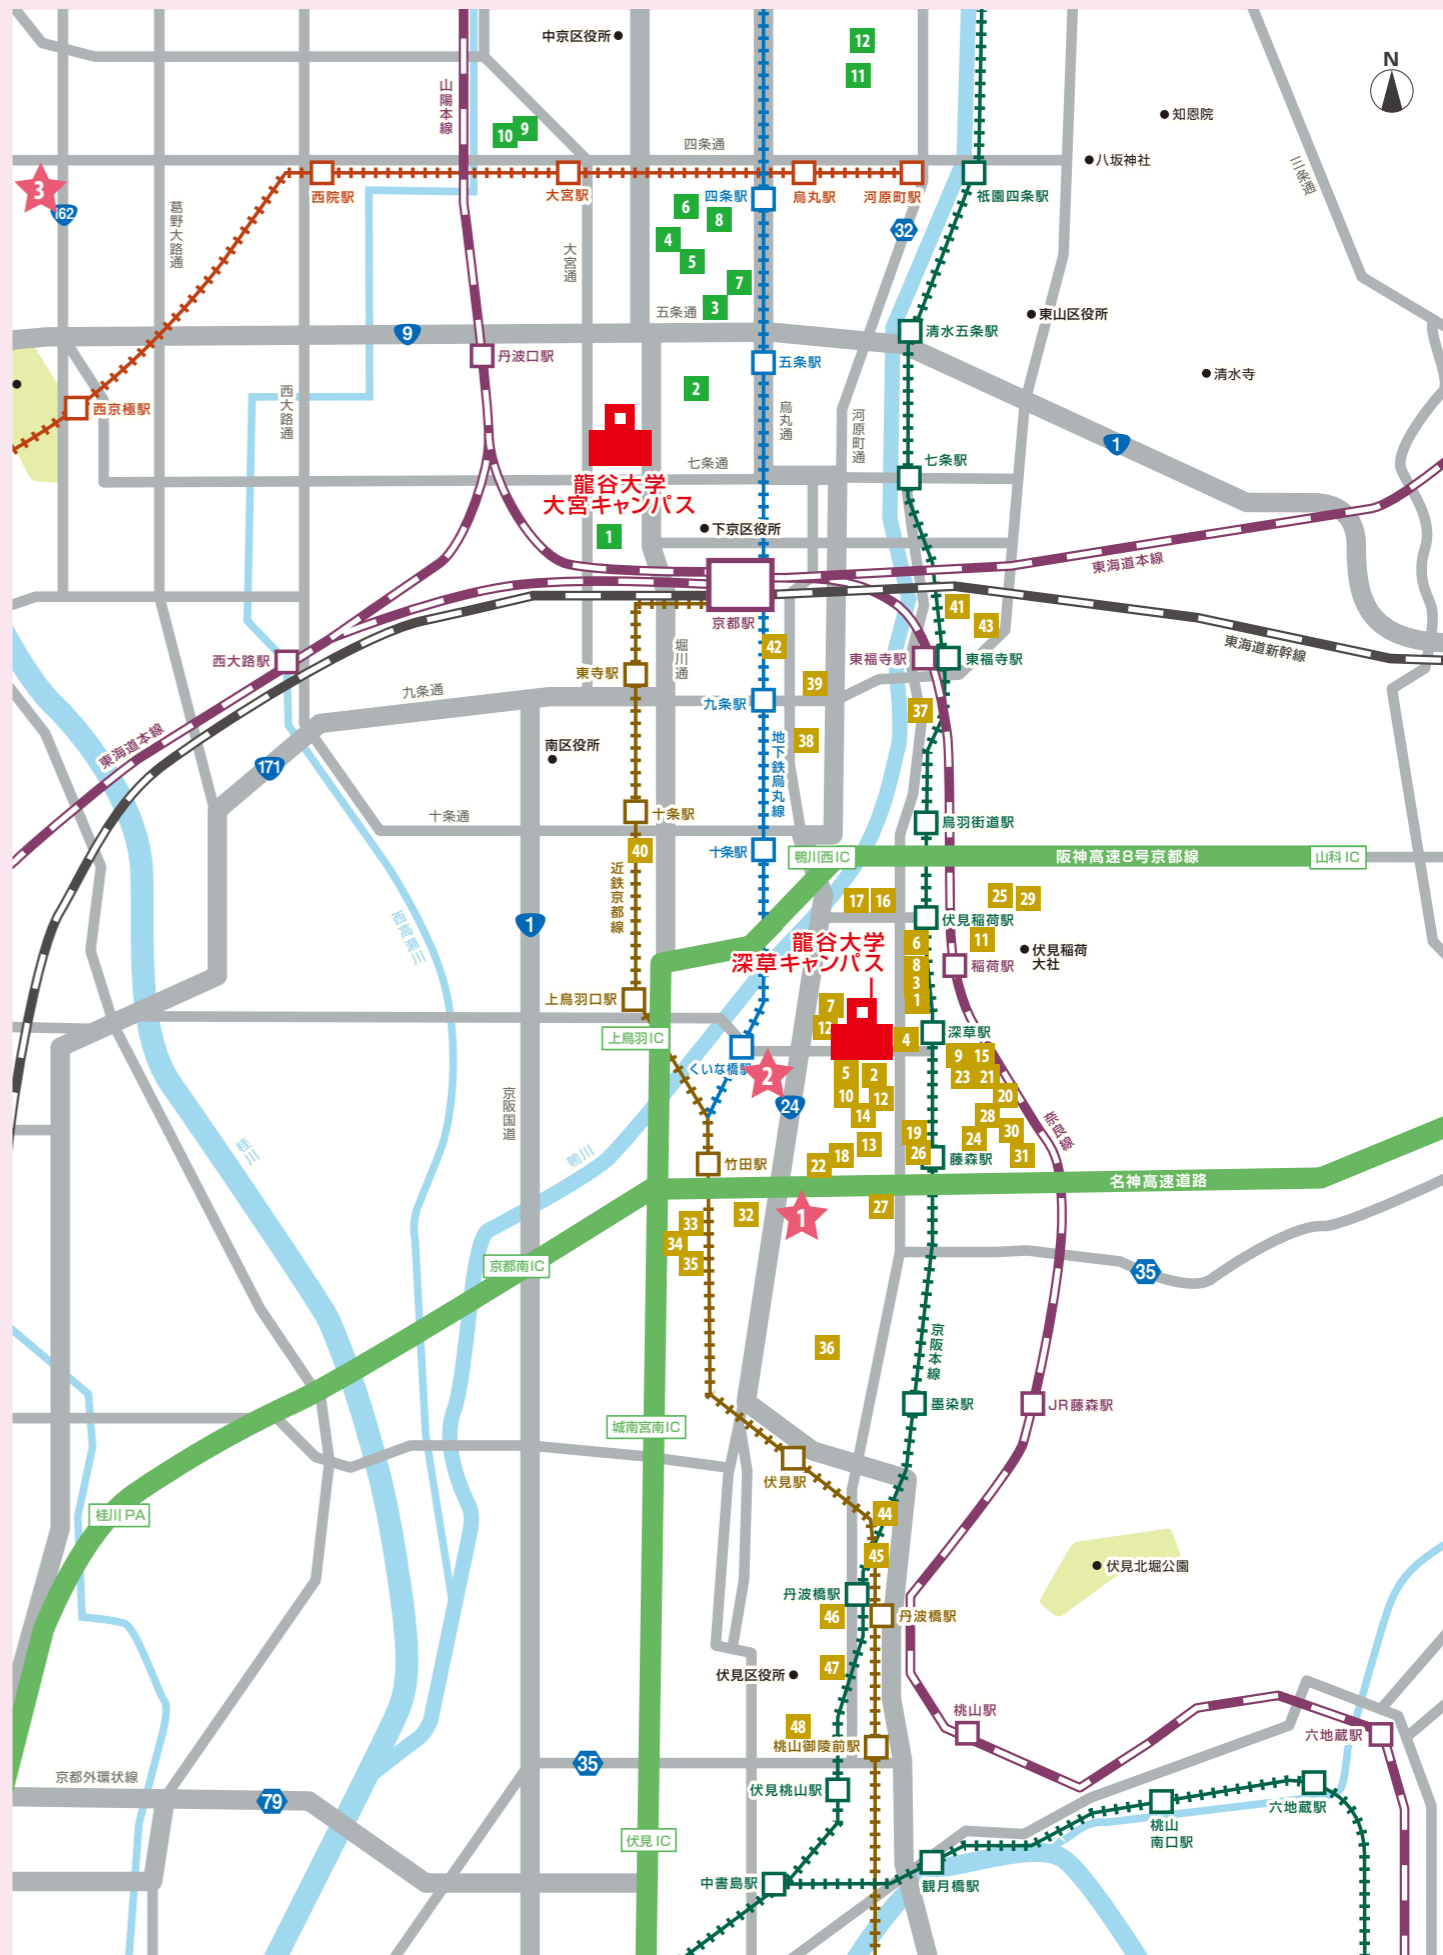 中京区役所
12
11
N
山陽本線
知恩院
10
9
四条通
八坂神社
三条通
3
162
西院駅
大宮駅
四条駅
烏丸駅
河原町駅
祇園四条駅
葛野大路通
大宮通
6
8
4
5
7
3
32
五条通
東山区役所
9
清水五条駅
丹波口駅
五条駅
清水寺
西京極駅
西大路通
2
烏丸通
河原町通
1
七条通
七条駅
龍谷大学
大宮キャンパス
1
下京区役所
東海道本線
京都駅
41
43
東海道新幹線
西大路駅
東寺駅
堀川通
42
東福寺駅
東福寺駅
九条通
39
九条駅
37
38
東海道本線
171
南区役所
地下鉄烏丸線
十条通
十条駅
鳥羽街道駅
40
十条駅
鴨川西IC
阪神高速8号京都線
山科IC
近鉄京都線
17
16
25
29
西高瀬川
1
伏見稲荷駅
6
11
伏見稲荷
大社
龍谷大学
深草キャンパス
8
稲荷駅
3
1
上鳥羽口駅
7
12
上鳥羽IC
4
深草駅
くいな橋駅
2
9
15
5
2
23
21
24
10
12
20
京阪国道
14
28
奈良線
桂川
鴨川
13
19
30
24
18
26
藤森駅
31
竹田駅
22
名神高速道路
1
27
32
33
34
35
京都南IC
35
京阪本線
36
墨染駅
JR藤森駅
城南宮南IC
伏見駅
桂川PA
44
45
伏見北堀公園
丹波橋駅
46
丹波橋駅
47
伏見区役所
48
桃山駅
桃山御陵前駅
六地蔵駅
35
京都外環状線
79
伏見桃山駅
六地蔵駅
桃山
南口駅
伏見IC
中書島駅
観月橋駅